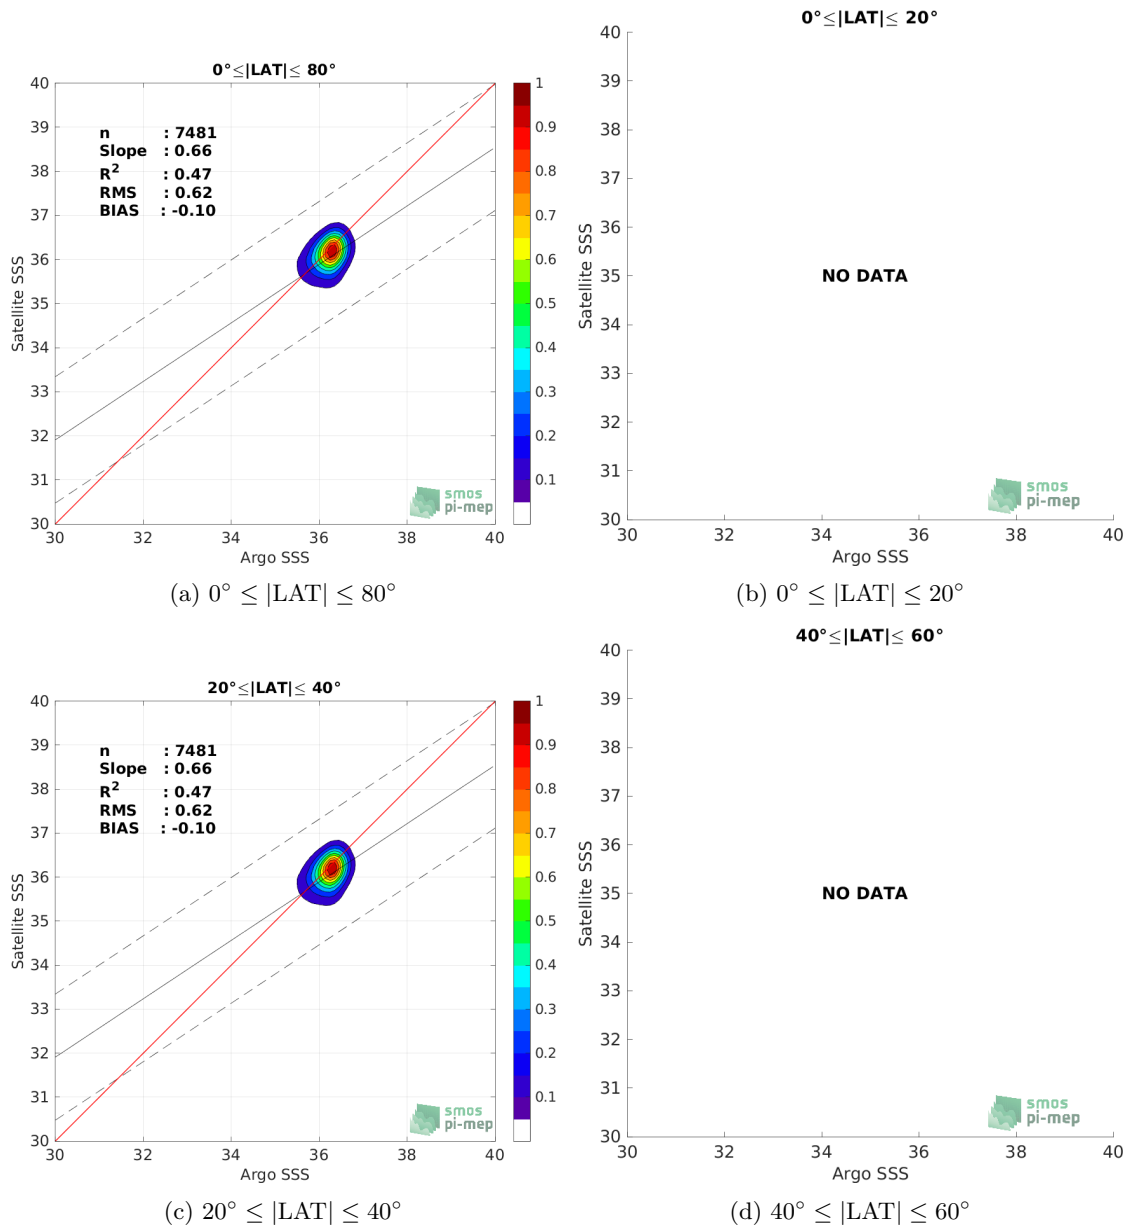 0°≤|LAT|≤ 80°
40
39
38
37
36
35
34
33
32
31
30
Satellite SSS
n : 7481
Slope : 0.66
R² : 0.47
RMS : 0.62
BIAS : -0.10
smos
pi-mep
30 32 34 36 38 40
Argo SSS
1
0.9
0.8
0.7
0.6
0.5
0.4
0.3
0.2
0.1
(a) 0° ≤ |LAT| ≤ 80°
0°≤|LAT|≤ 20°
40
39
38
37
36
35
34
33
32
31
30
Satellite SSS
NO DATA
smos
pi-mep
30 32 34 36 38 40
Argo SSS
(b) 0° ≤ |LAT| ≤ 20°
20°≤|LAT|≤ 40°
40
39
38
37
36
35
34
33
32
31
30
Satellite SSS
n : 7481
Slope : 0.66
R² : 0.47
RMS : 0.62
BIAS : -0.10
smos
pi-mep
30 32 34 36 38 40
Argo SSS
1
0.9
0.8
0.7
0.6
0.5
0.4
0.3
0.2
0.1
(c) 20° ≤ |LAT| ≤ 40°
40°≤|LAT|≤ 60°
40
39
38
37
36
35
34
33
32
31
30
Satellite SSS
NO DATA
smos
pi-mep
30 32 34 36 38 40
Argo SSS
(d) 40° ≤ |LAT| ≤ 60°